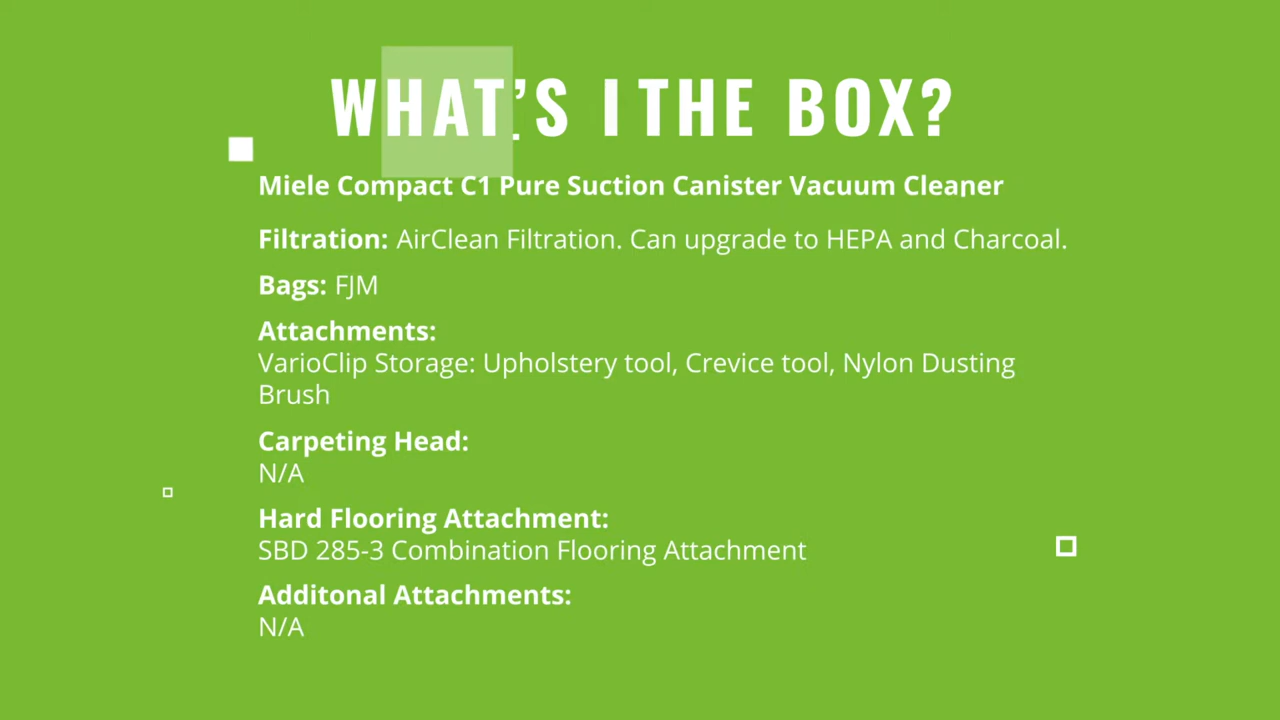 WHAT'S I THE BOX?
Miele Compact C1 Pure Suction Canister Vacuum Cleaner
Filtration: AirClean Filtration. Can upgrade to HEPA and Charcoal.
Bags: FJM
Attachments:
VarioClip Storage: Upholstery tool, Crevice tool, Nylon Dusting
Brush
Carpeting Head:
N/A
Hard Flooring Attachment:
SBD 285-3 Combination Flooring Attachment
Additonal Attachments:
N/A